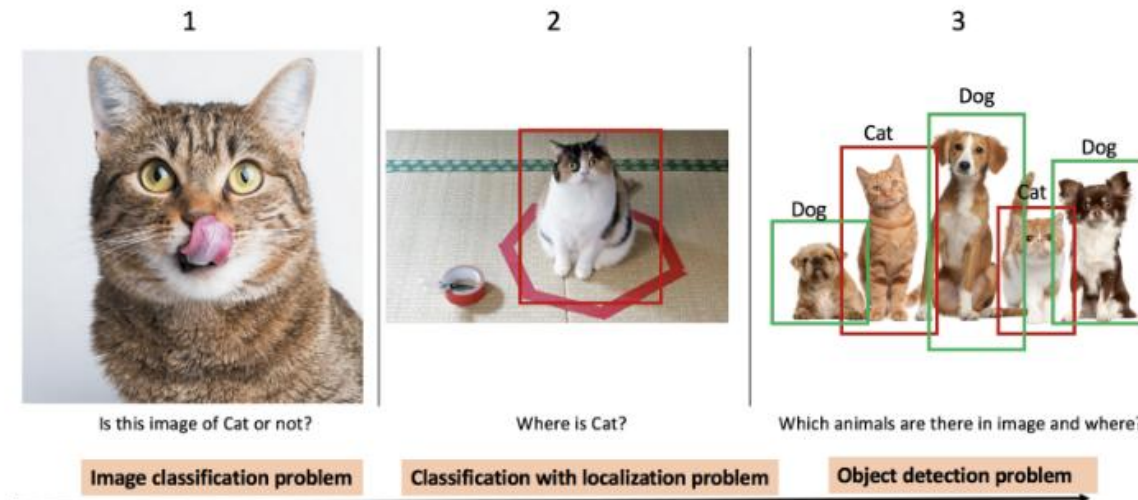 1
2
3
Dog
Cat
Dog
Cat
Dog
Is this image of Cat or not?
Where is Cat?
Which animals are there in image and where?
Image classification problem
Classification with localization problem
Object detection problem